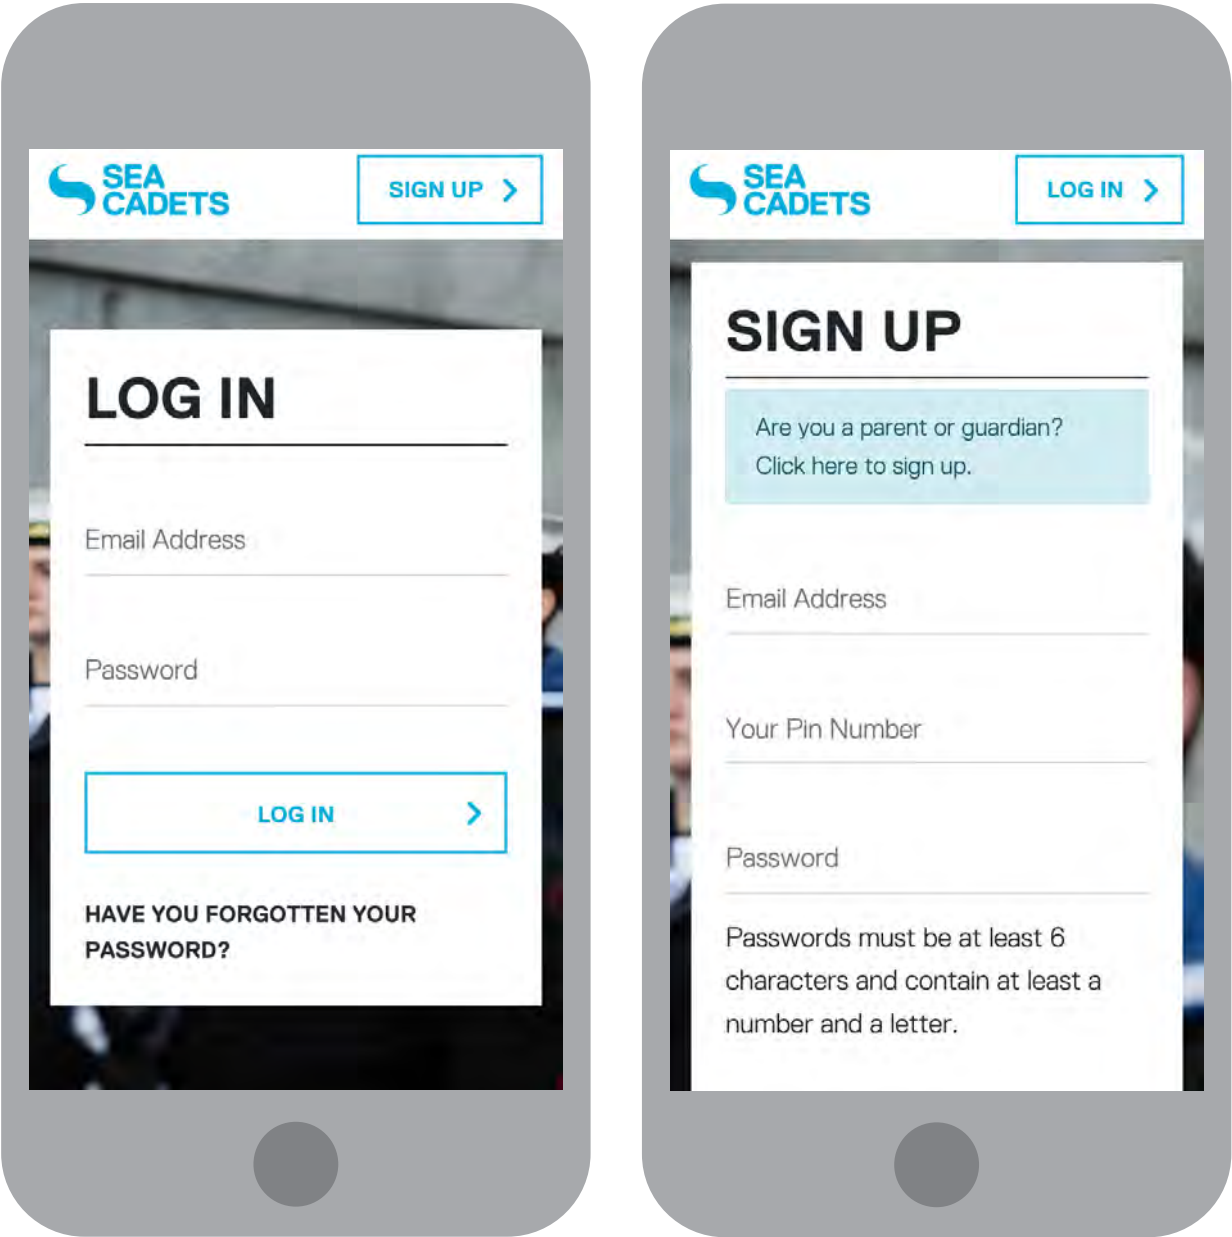 SEA
CADETS
SIGN UP
LOG IN
Email Address
Password
LOG IN
HAVE YOU FORGOTTEN YOUR
PASSWORD?
SEA
CADETS
LOG IN
SIGN UP
Are you a parent or guardian?
Click here to sign up.
Email Address
Your Pin Number
Password
Passwords must be at least 6
characters and contain at least a
number and a letter.